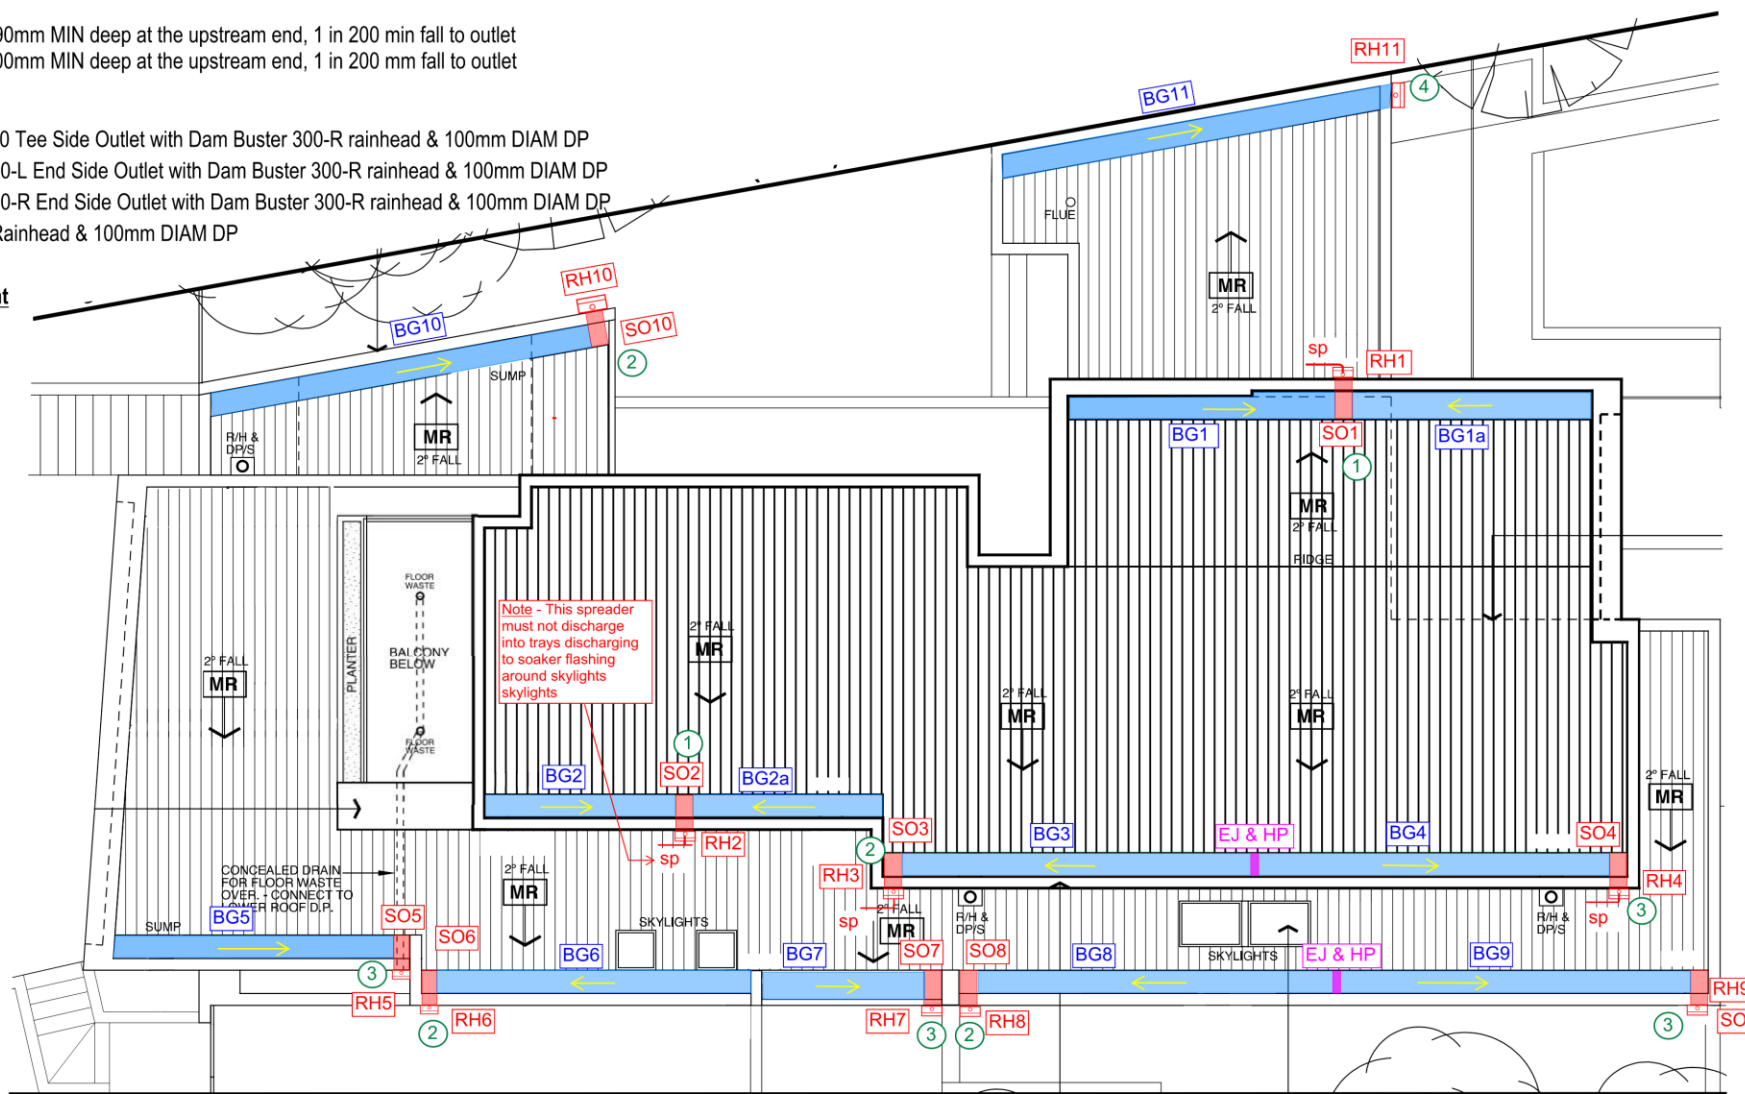 90mm MIN deep at the upstream end, 1 in 200 min fall to outlet
00mm MIN deep at the upstream end, 1 in 200 mm fall to outlet
0 Tee Side Outlet with Dam Buster 300-R rainhead & 100mm DIAM DP
0-L End Side Outlet with Dam Buster 300-R rainhead & 100mm DIAM DP
0-R End Side Outlet with Dam Buster 300-R rainhead & 100mm DIAM DP
Rainhead & 100mm DIAM DP
RH11
4
BG11
FLUE
MR
2° FALL
RH10
BG10
SO10
2
SUMP
R/H &
DP/S
MR
2° FALL
sp
RH1
BG1
SO1
BG1a
1
MR
2° FALL
RIDGE
FLOOR
WASTE
PLANTER
BALCONY
BELOW
FLOOR
WASTE
2° FALL
MR
Note - This spreader
must not discharge
into trays discharging
to soaker flashing
around skylights
skylights
2° FALL
MR
2° FALL
MR
2° FALL
MR
2° FALL
MR
1
BG2
SO2
BG2a
RH2
sp
SO3
2
BG3
EJ & HP
BG4
SO4
RH3
RH4
sp
sp
3
CONCEALED DRAIN
FOR FLOOR WASTE
OVER. - CONNECT TO
LOWER ROOF D.P.
2° FALL
MR
SKYLIGHTS
2° FALL
MR
R/H &
DP/S
SKYLIGHTS
R/H &
DP/S
SUMP
BG5
SO5
SO6
3
RH5
BG6
BG7
SO7
SO8
BG8
EJ & HP
BG9
RH9
SO
2
RH6
RH7
3
2
RH8
3